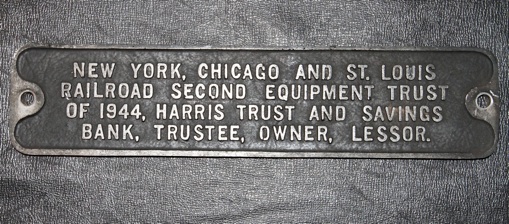 NEW YORK, CHICAGO AND ST. LOUIS
RAILROAD SECOND EQUIPMENT TRUST
OF 1944, HARRIS TRUST AND SAVINGS
BANK, TRUSTEE, OWNER, LESSOR.